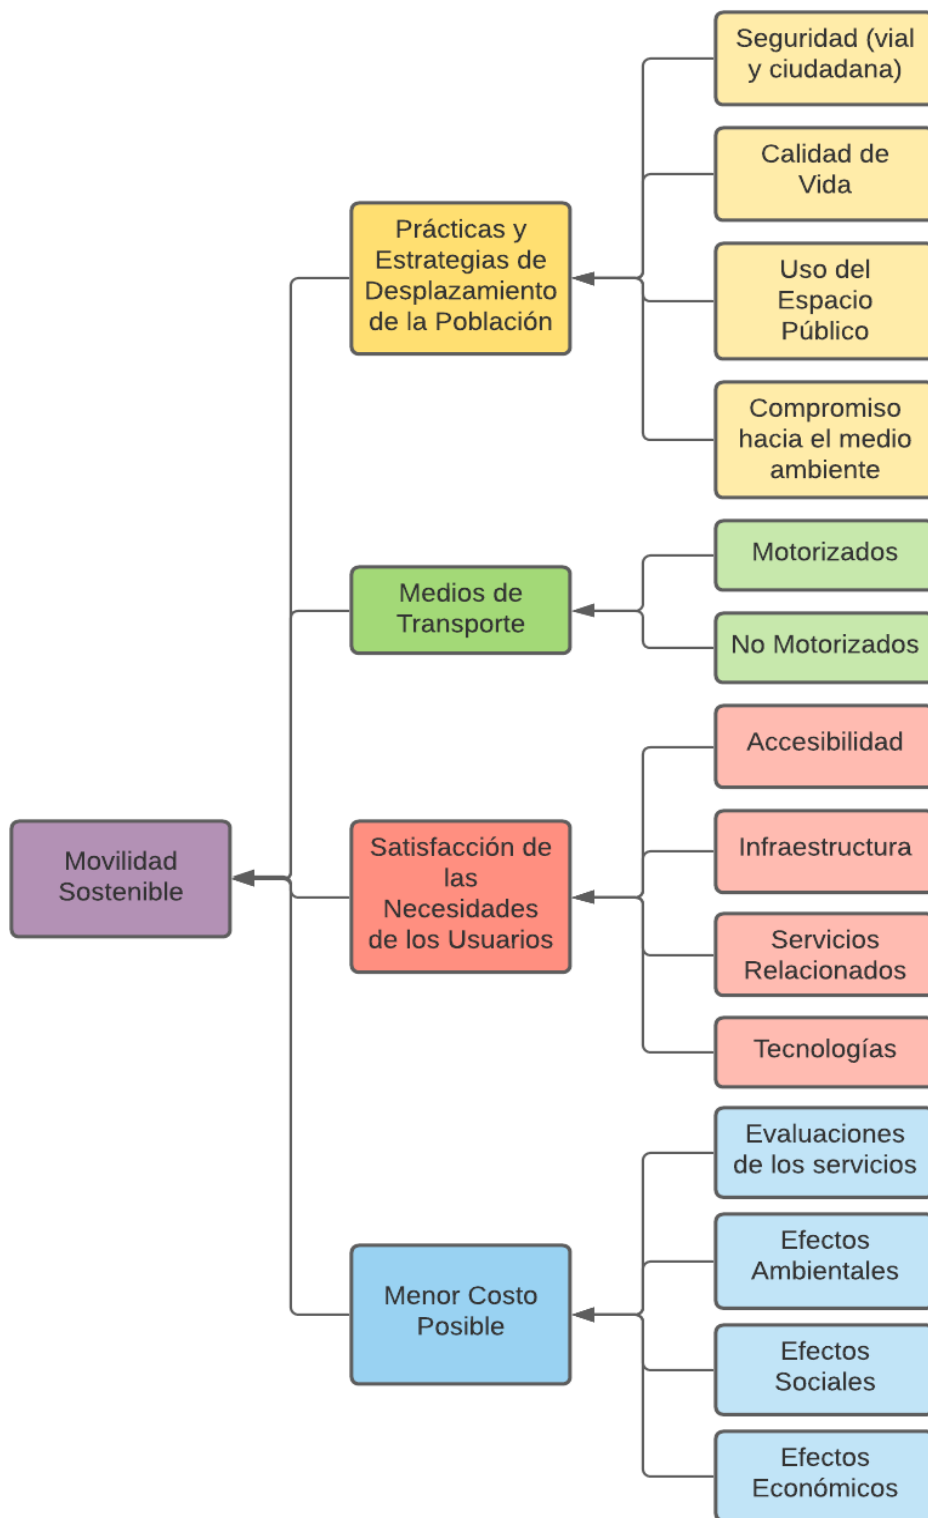 Seguridad (vial
y ciudadana)
Calidad de
Vida
Uso del
Espacio
Público
Compromiso
hacia el medio
ambiente
Prácticas y
Estrategias de
Desplazamiento
de la Población
Motorizados
No Motorizados
Medios de
Transporte
Accesibilidad
Infraestructura
Servicios
Relacionados
Tecnologías
Satisfacción de
las
Necesidades
de los Usuarios
Movilidad
Sostenible
Evaluaciones
de los servicios
Efectos
Ambientales
Efectos
Sociales
Efectos
Económicos
Menor Costo
Posible